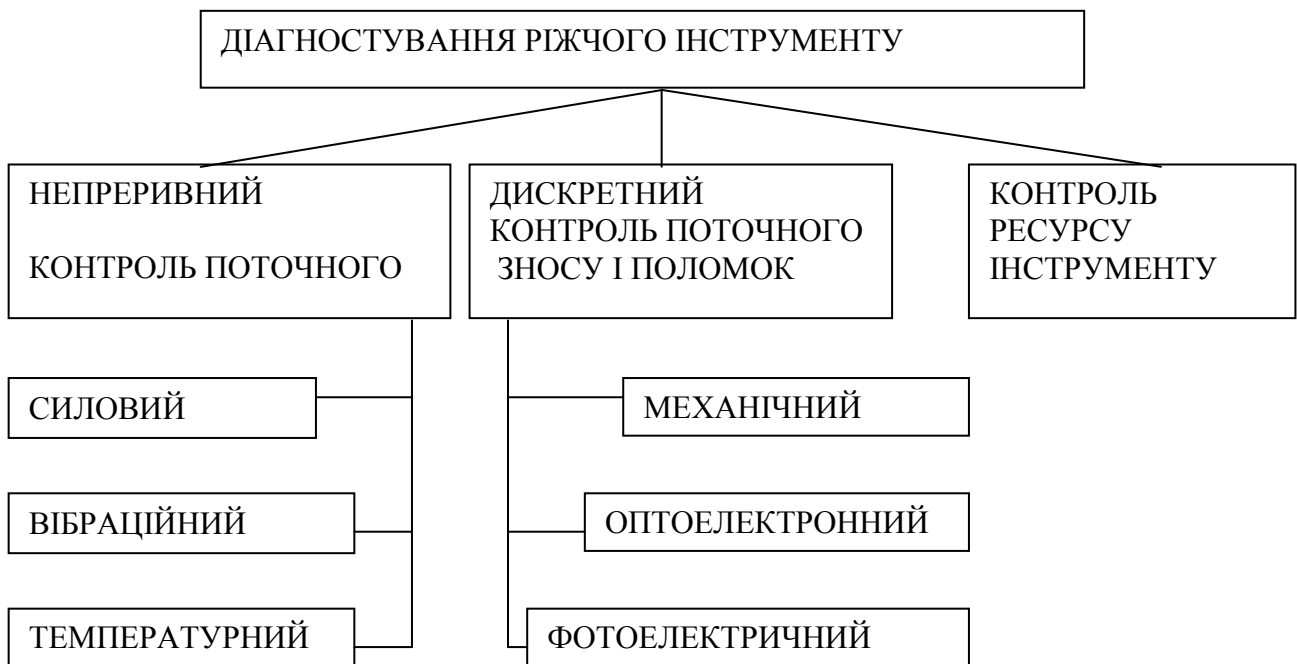 ДІАГНОСТУВАННЯ РІЖЧОГО ІНСТРУМЕНТУ
НЕПРЕРИВНИЙ
КОНТРОЛЬ ПОТОЧНОГО
ДИСКРЕТНИЙ
КОНТРОЛЬ ПОТОЧНОГО
ЗНОСУ І ПОЛОМОК
КОНТРОЛЬ
РЕСУРСУ
ІНСТРУМЕНТУ
СИЛОВИЙ
МЕХАНІЧНИЙ
ВІБРАЦІЙНИЙ
ОПТОЕЛЕКТРОННИЙ
ТЕМПЕРАТУРНИЙ
ФОТОЕЛЕКТРИЧНИЙ